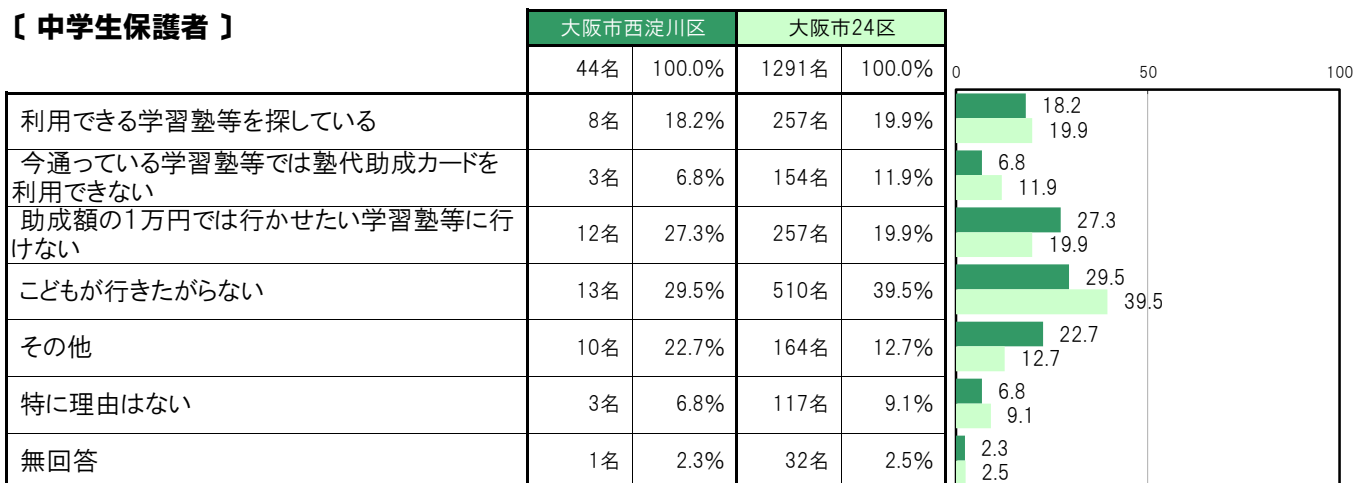 〔 中学生保護者 〕
大阪市西淀川区 大阪市24区
44名 100.0% 1291名 100.0% 0 50 100
利用できる学習塾等を探している 8名 18.2% 257名 19.9% 18.2
19.9
今通っている学習塾等では塾代助成カードを
利用できない 3名 6.8% 154名 11.9% 6.8
11.9
助成額の1万円では行かせたい学習塾等に行
けない 12名 27.3% 257名 19.9% 27.3
19.9
こどもが行きたがらない 13名 29.5% 510名 39.5% 29.5
39.5
その他 10名 22.7% 164名 12.7% 22.7
12.7
特に理由はない 3名 6.8% 117名 9.1% 6.8
9.1
無回答 1名 2.3% 32名 2.5% 2.3
2.5